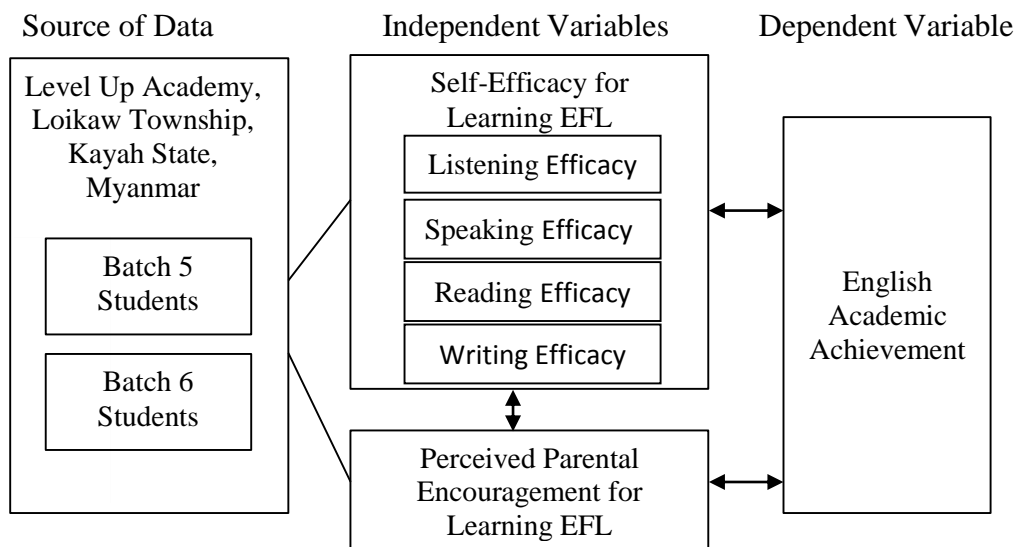 Source of Data
Independent Variables
Dependent Variable
Level Up Academy,
Loikaw Township,
Kayah State,
Myanmar
Batch 5
Students
Batch 6
Students
Self-Efficacy for
Learning EFL
Listening Efficacy
Speaking Efficacy
Reading Efficacy
Writing Efficacy
Perceived Parental
Encouragement for
Learning EFL
English
Academic
Achievement